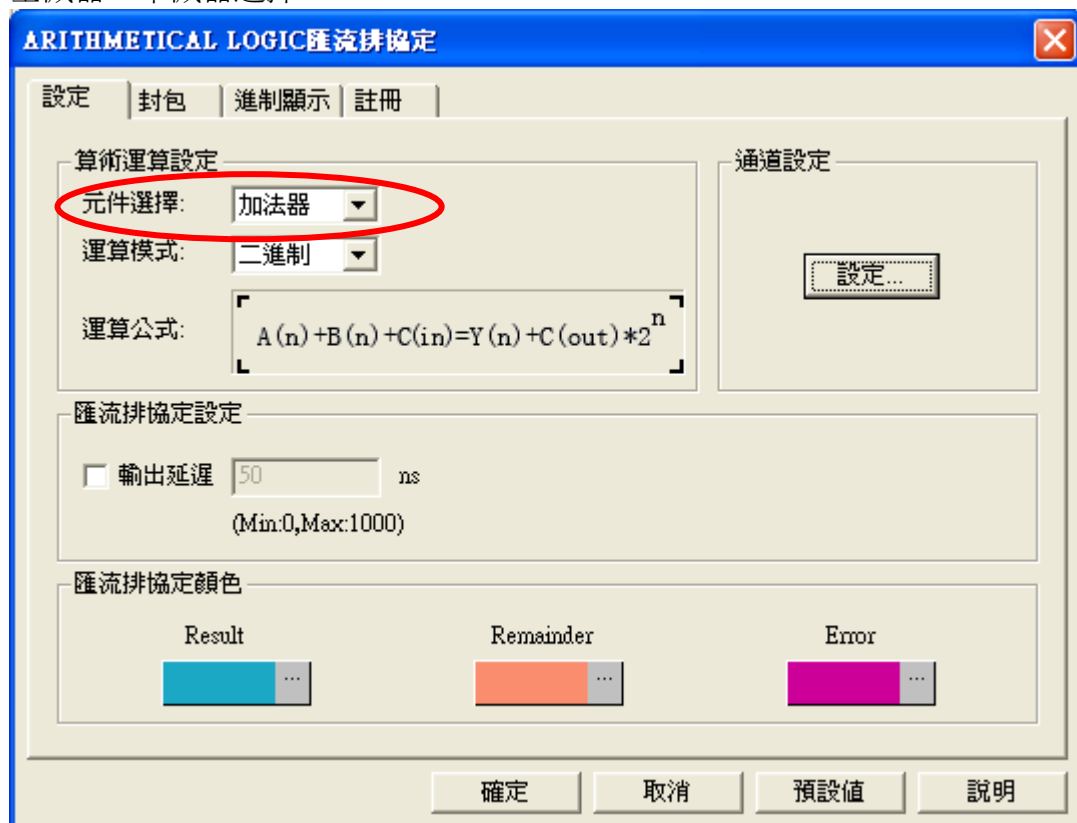 ARITHMETICAL LOGIC匯流排協定
設定 封包 進制顯示 註冊
算術運算設定
元件選擇: 加法器
運算模式: 二進制
運算公式: A(n)+B(n)+C(in)=Y(n)+C(out)*2^n
通道設定
設定...
匯流排協定設定
輸出延遲 50 ns
(Min:0,Max:1000)
匯流排協定顏色
Result Remainder Error
... ... ...
確定 取消 預設值 說明